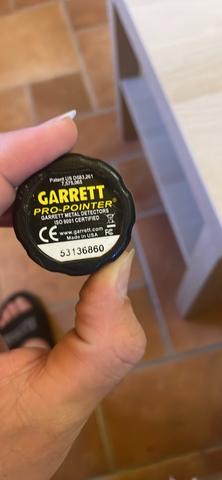 Patent US D583,261
7,575,065
GARRETT
PRO-POINTER®
GARRETT METAL DETECTORS
ISO 9001 CERTIFIED
CE
www.garrett.com
Made in USA
53136860